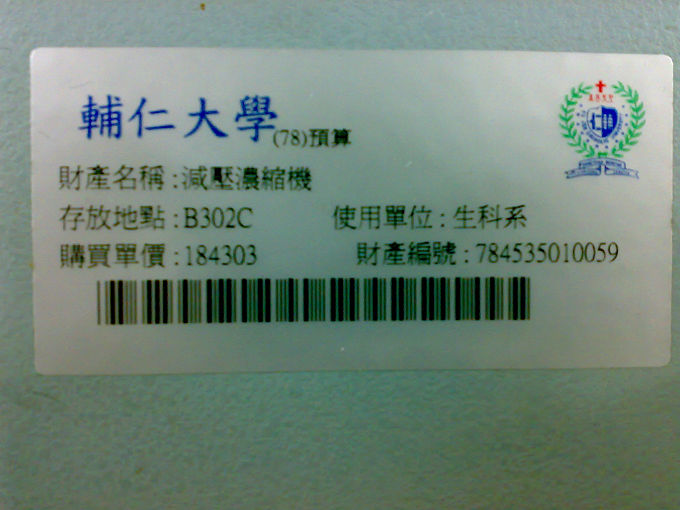 輔仁大學(78)預算
財產名稱：減壓濃縮機
存放地點：B302C 使用單位：生科系
購買單價：184303 財產編號：784535010059